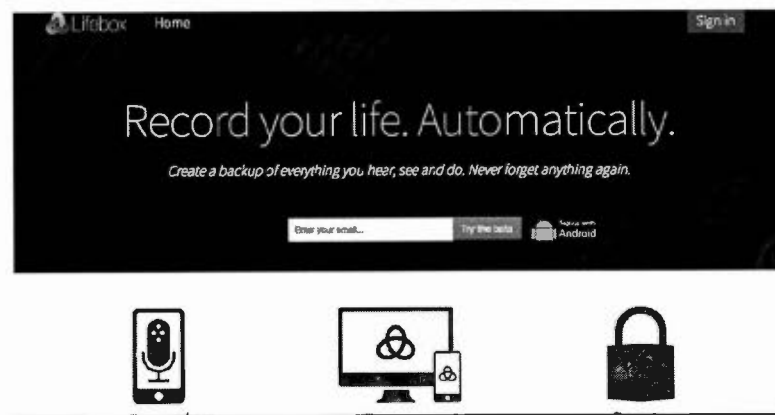 Lifebox Home Sign in
Record your life. Automatically.
Create a backup of everything you hear, see and do. Never forget anything again.
Enter your email... Try the beta
Android